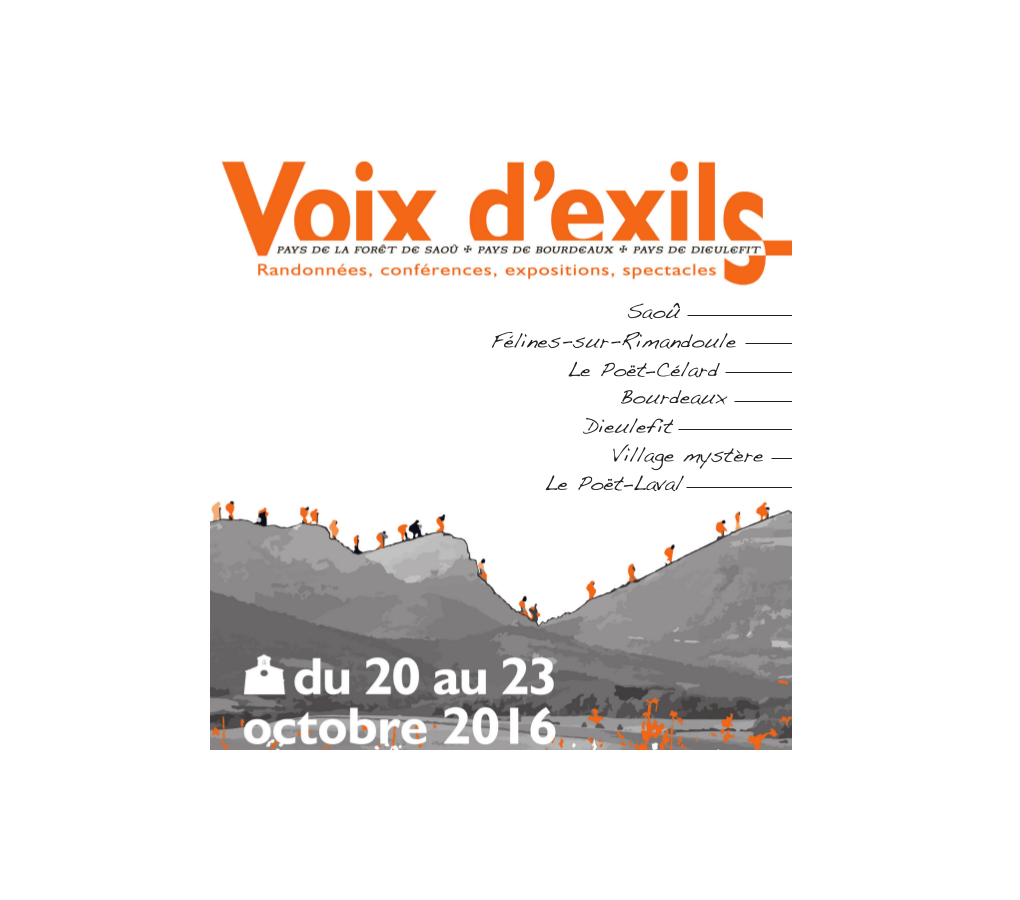 Voix d'exils
PAYS DE LA FORÊT DE SAOÛ ✠ PAYS DE BOURDEAUX ✠ PAYS DE DIEULEFIT
Randonnées, conférences, expositions, spectacles
Saoû
Félines-sur-Rimandoule
Le Poët-Célard
Bourdeaux
Dieulefit
Village mystère
Le Poët-Laval
du 20 au 23
octobre 2016